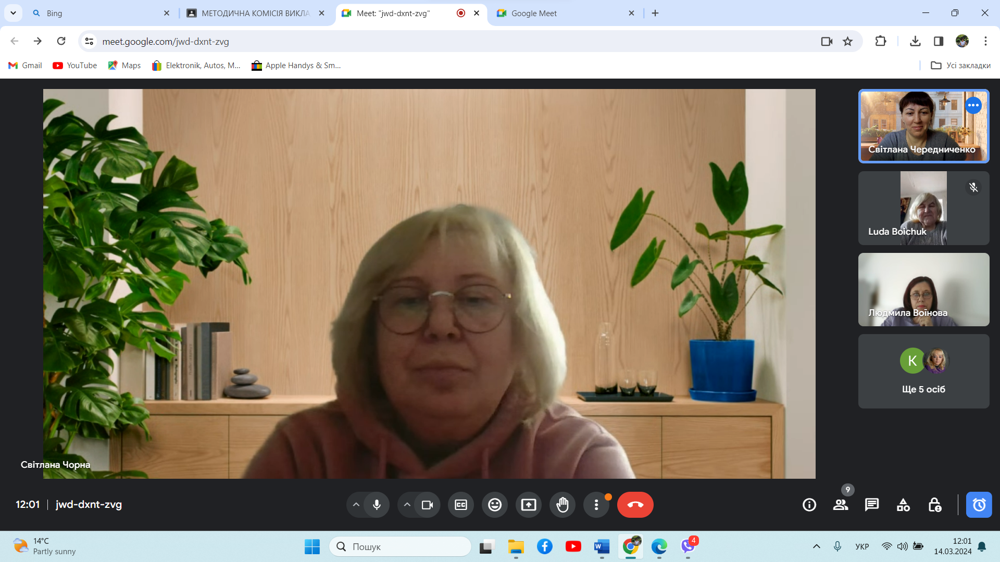 Bing
МЕТОДИЧНА КОМІСІЯ ВИКЛА
Meet: "jwd-dxnt-zvg"
Google Meet
meet.google.com/jwd-dxnt-zvg
Gmail
YouTube
Maps
Elektronik, Autos, M...
Apple Handys & Sm...
Усі закладки
Світлана Чередниченко
Luda Boichuk
Людмила Воїнова
K
Ще 5 осіб
Світлана Чорна
12:01
jwd-dxnt-zvg
9
14°C
Partly sunny
Пошук
4
УКР
12:01
14.03.2024